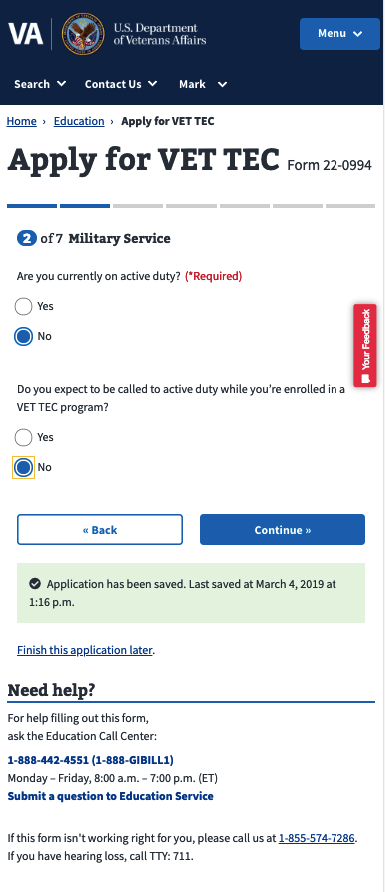 VA
U.S. Department
of Veterans Affairs
Menu
Search
Contact Us
Mark
Home › Education › Apply for VET TEC
Apply for VET TEC Form 22-0994
2 of 7 Military Service
Are you currently on active duty? (*Required)
Yes
No
Your Feedback
Do you expect to be called to active duty while you're enrolled in a
VET TEC program?
Yes
No
« Back
Continue »
Application has been saved. Last saved at March 4, 2019 at
1:16 p.m.
Finish this application later.
Need help?
For help filling out this form,
ask the Education Call Center:
1-888-442-4551 (1-888-GIBILL1)
Monday – Friday, 8:00 a.m. – 7:00 p.m. (ET)
Submit a question to Education Service
If this form isn't working right for you, please call us at 1-855-574-7286.
If you have hearing loss, call TTY: 711.